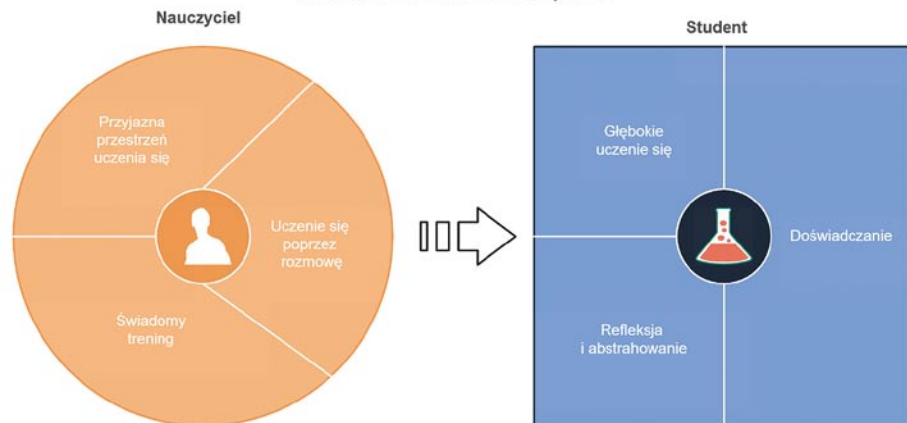 Nauczyciel
Przyjazna
przestrzeń
uczenia się
Uczenie się
poprzez
rozmowę
Świadomy
trening
Student
Głębokie
uczenie się
Doświadczanie
Refleksja
i abstrahowanie